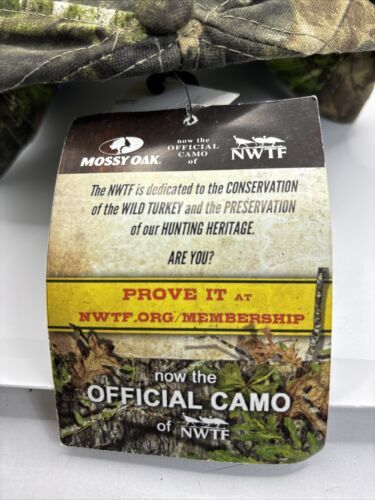 MOSSY OAK.
now the
OFFICIAL
CAMO
of
NWTF
The NWTF is dedicated to the CONSERVATION
of the WILD TURKEY and the PRESERVATION
of our HUNTING HERITAGE.
ARE YOU?
PROVE IT AT
NWTF.ORG/MEMBERSHIP
now the
OFFICIAL CAMO
of NWTF